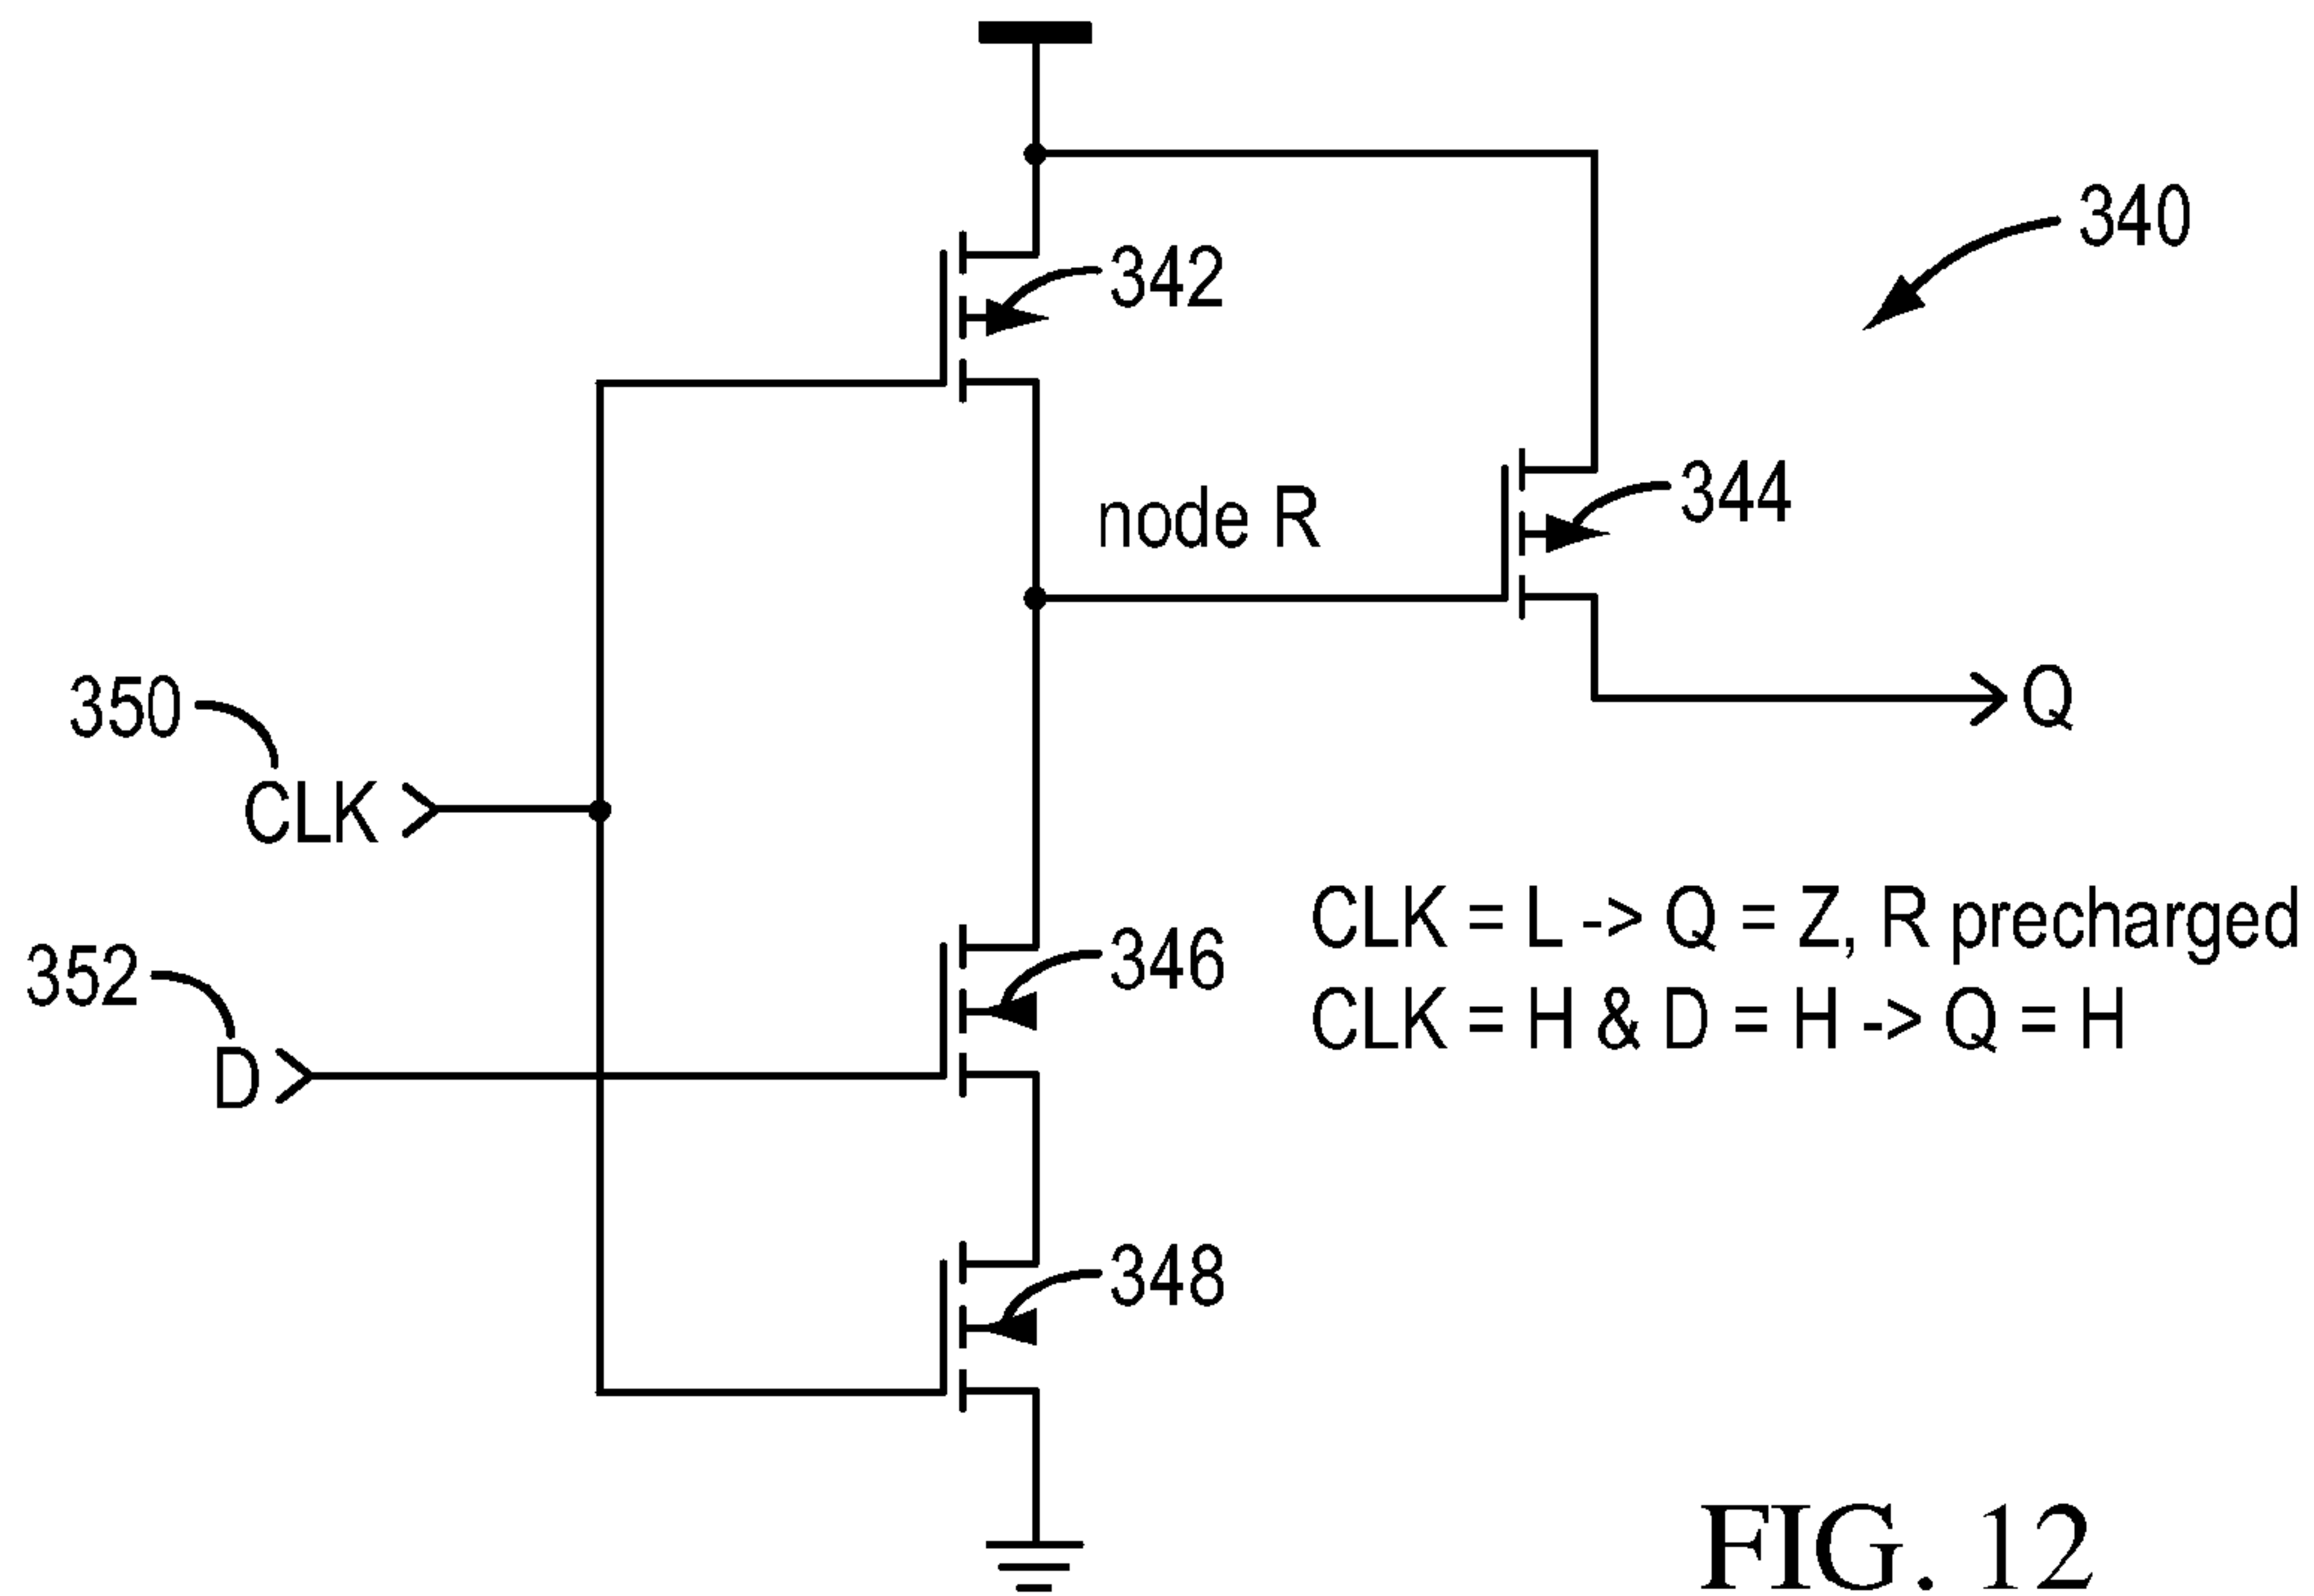 340
342
344
node R
Q
350
CLK
CLK = L -> Q = Z, R precharged
352
346
CLK = H & D = H -> Q = H
D
348
FIG. 12